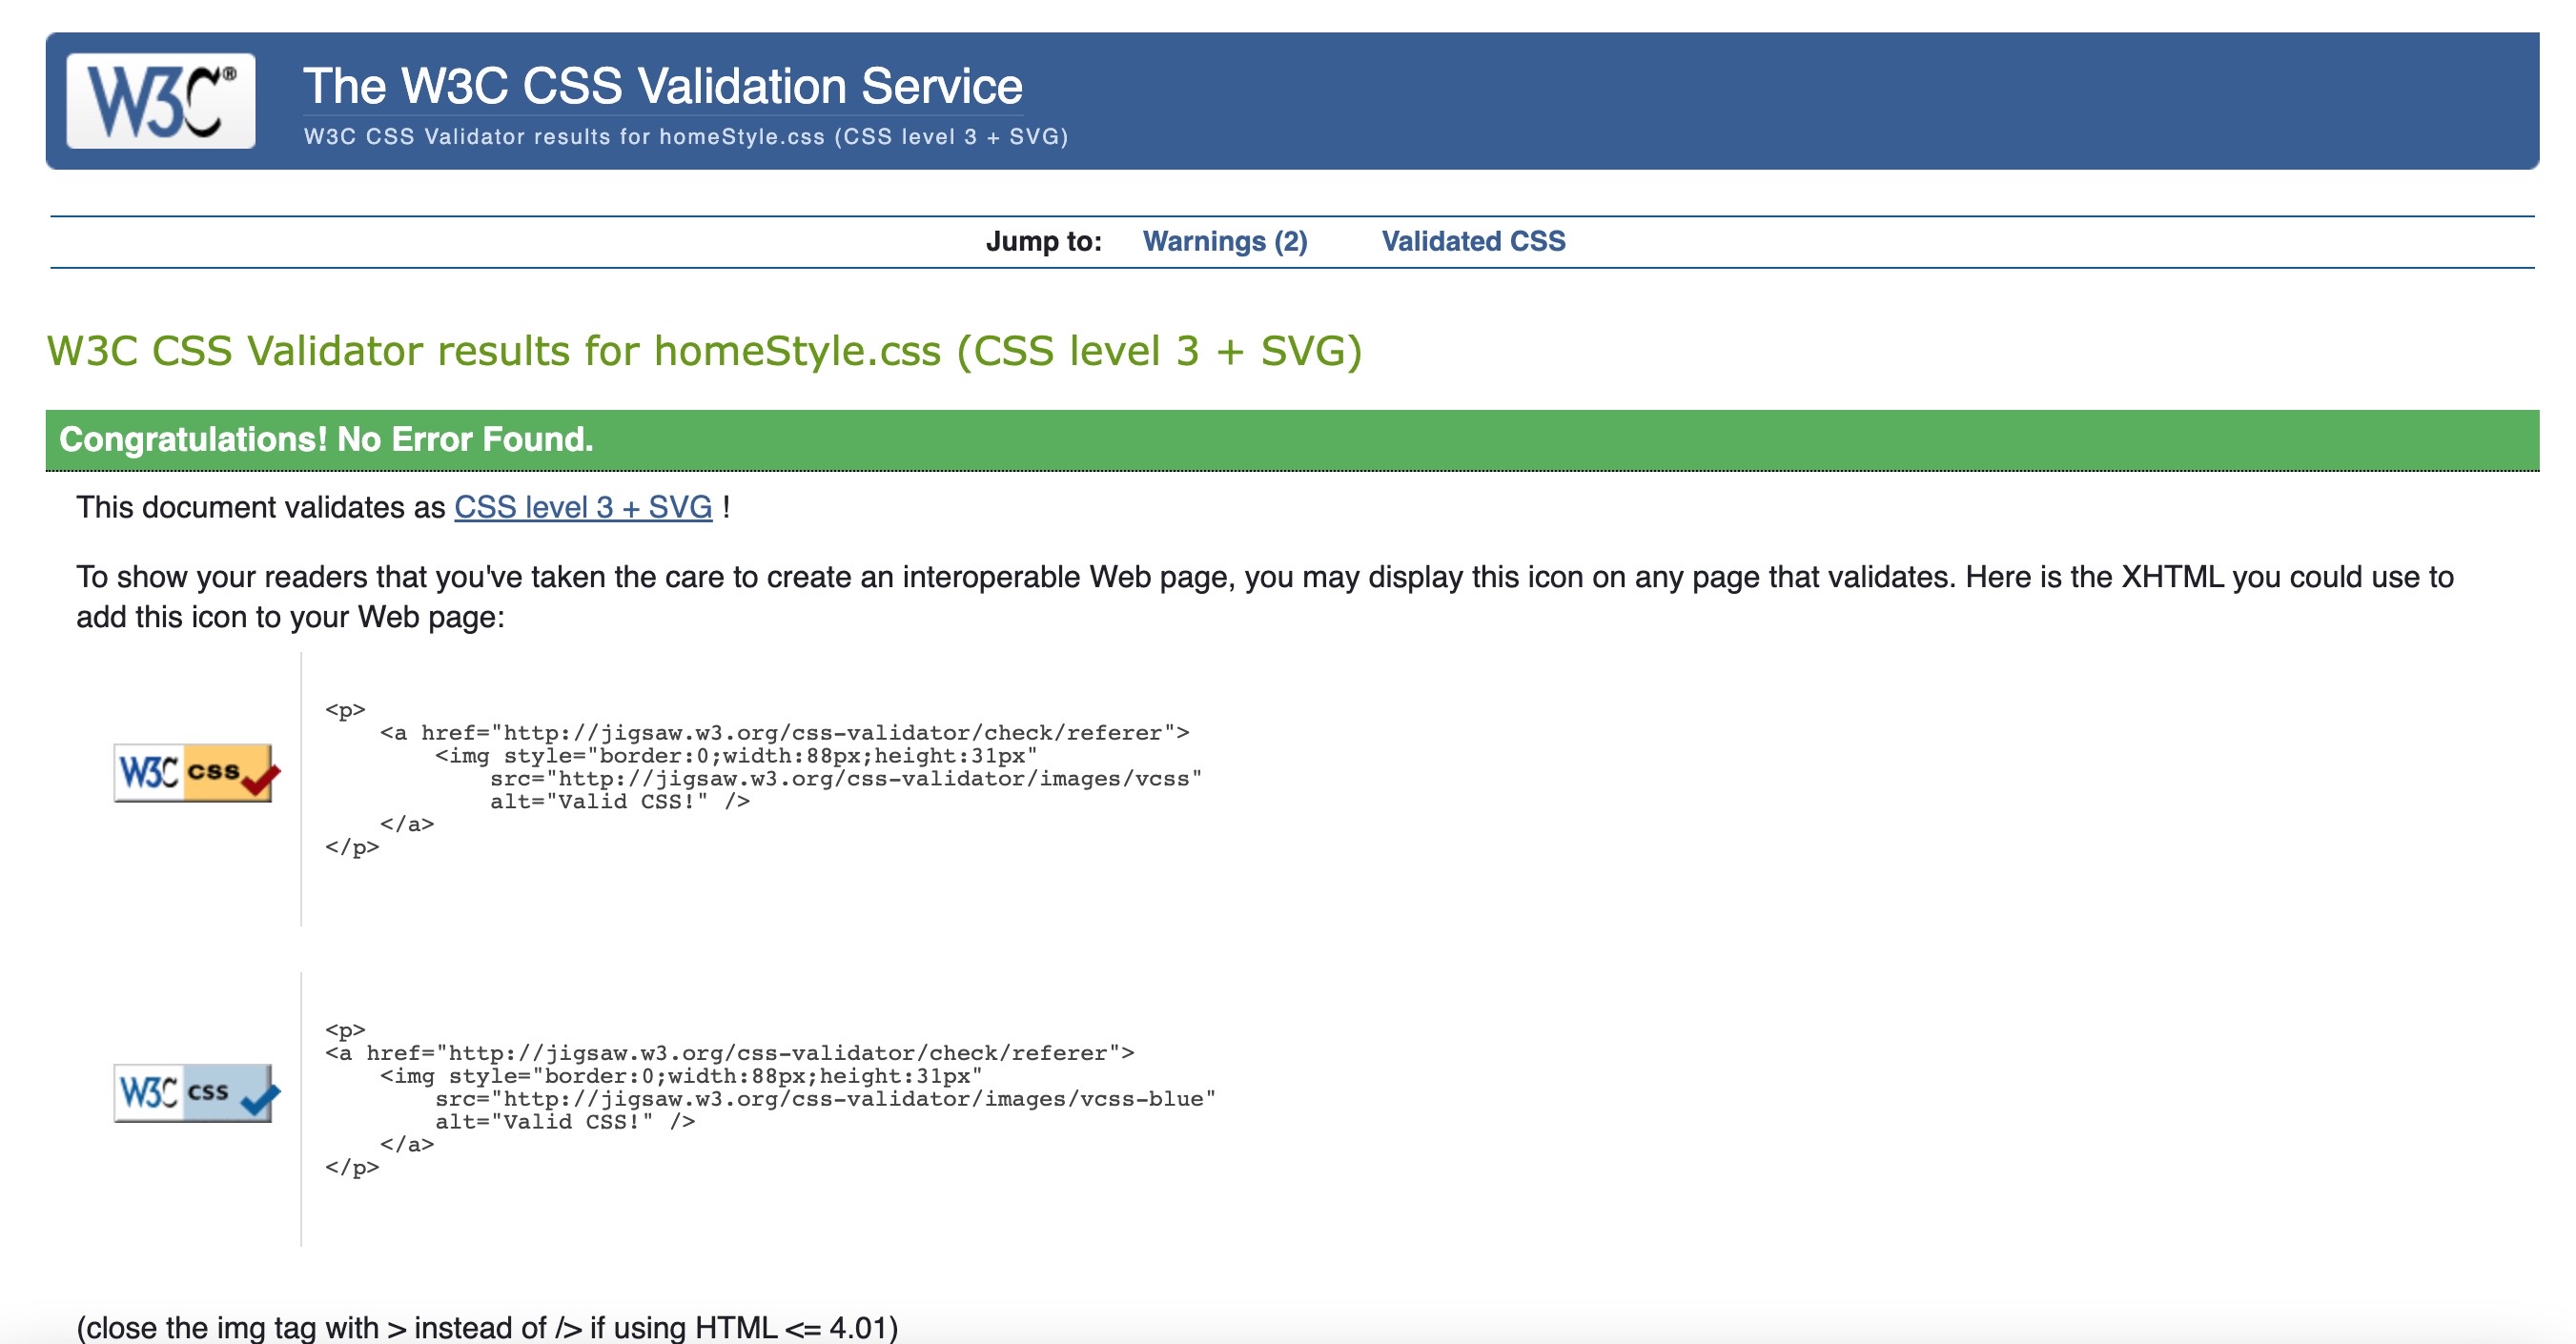 W3C®
The W3C CSS Validation Service
W3C CSS Validator results for homeStyle.css (CSS level 3 + SVG)
Jump to: Warnings (2) Validated CSS
W3C CSS Validator results for homeStyle.css (CSS level 3 + SVG)
Congratulations! No Error Found.
This document validates as CSS level 3 + SVG !
To show your readers that you've taken the care to create an interoperable Web page, you may display this icon on any page that validates. Here is the XHTML you could use to
add this icon to your Web page:
W3C css
<p>
    <a href="http://jigsaw.w3.org/css-validator/check/referer">
        <img style="border:0;width:88px;height:31px"
            src="http://jigsaw.w3.org/css-validator/images/vcss"
            alt="Valid CSS!" />
    </a>
</p>
W3C css
<p>
<a href="http://jigsaw.w3.org/css-validator/check/referer">
    <img style="border:0;width:88px;height:31px"
        src="http://jigsaw.w3.org/css-validator/images/vcss-blue"
        alt="Valid CSS!" />
    </a>
</p>
(close the img tag with > instead of /> if using HTML <= 4.01)